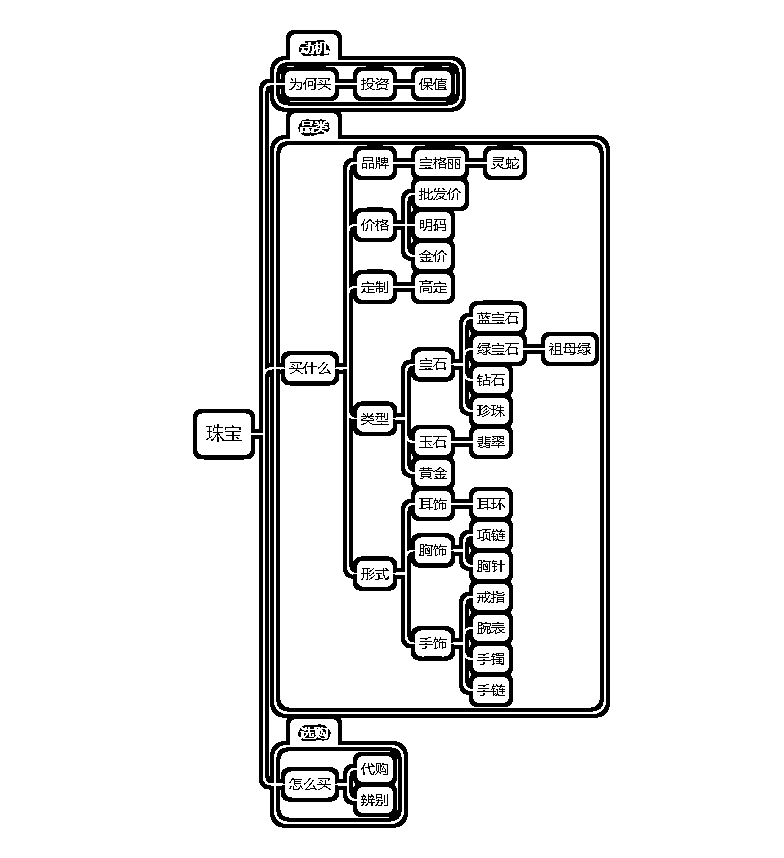 动机
为何买
投资
保值
品类
品牌
宝格丽
灵蛇
批发价
价格
明码
金价
定制
高定
蓝宝石
绿宝石
祖母绿
宝石
买什么
钻石
珍珠
类型
珠宝
玉石
翡翠
黄金
耳饰
耳环
项链
胸饰
胸针
形式
戒指
腕表
手饰
手镯
手链
选购
代购
怎么买
辨别